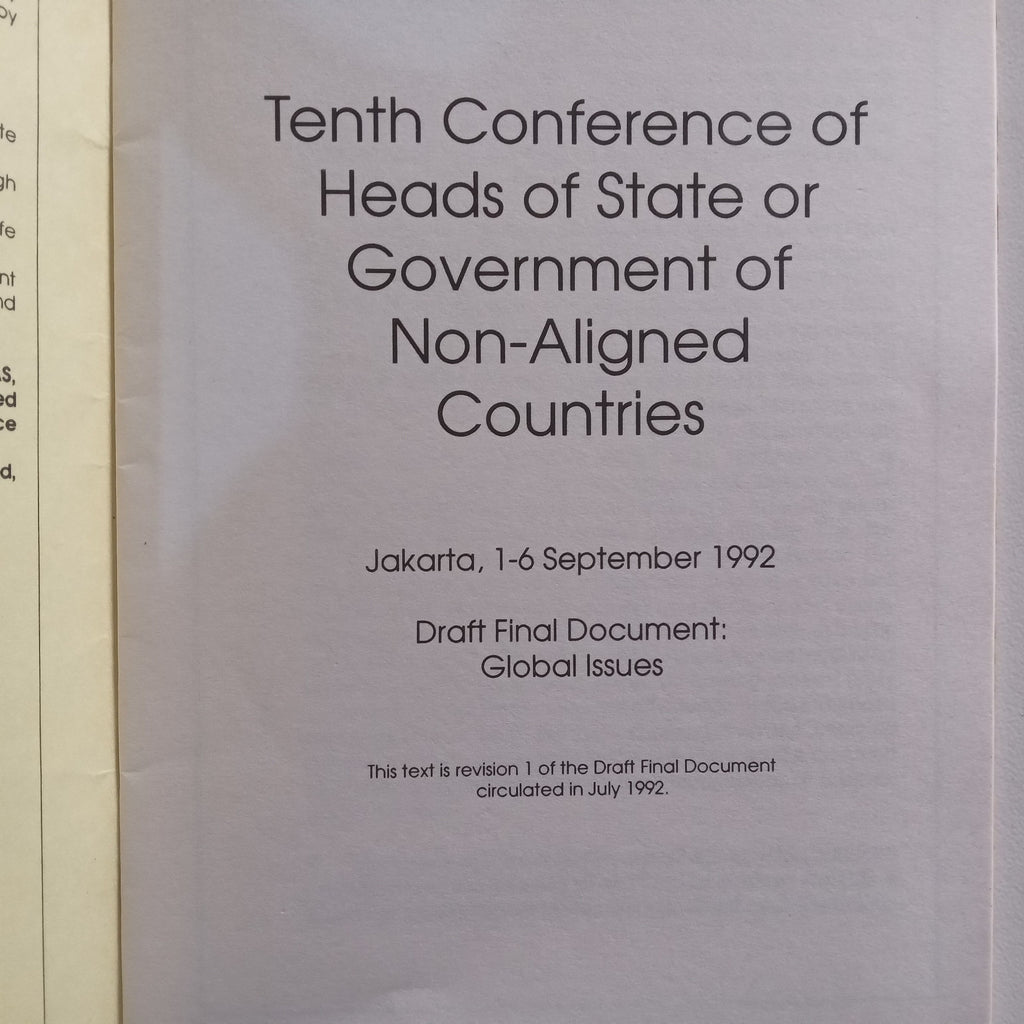 Tenth Conference of
Heads of State or
Government of
Non-Aligned
Countries
Jakarta, 1-6 September 1992
Draft Final Document:
Global Issues
This text is revision 1 of the Draft Final Document
circulated in July 1992.